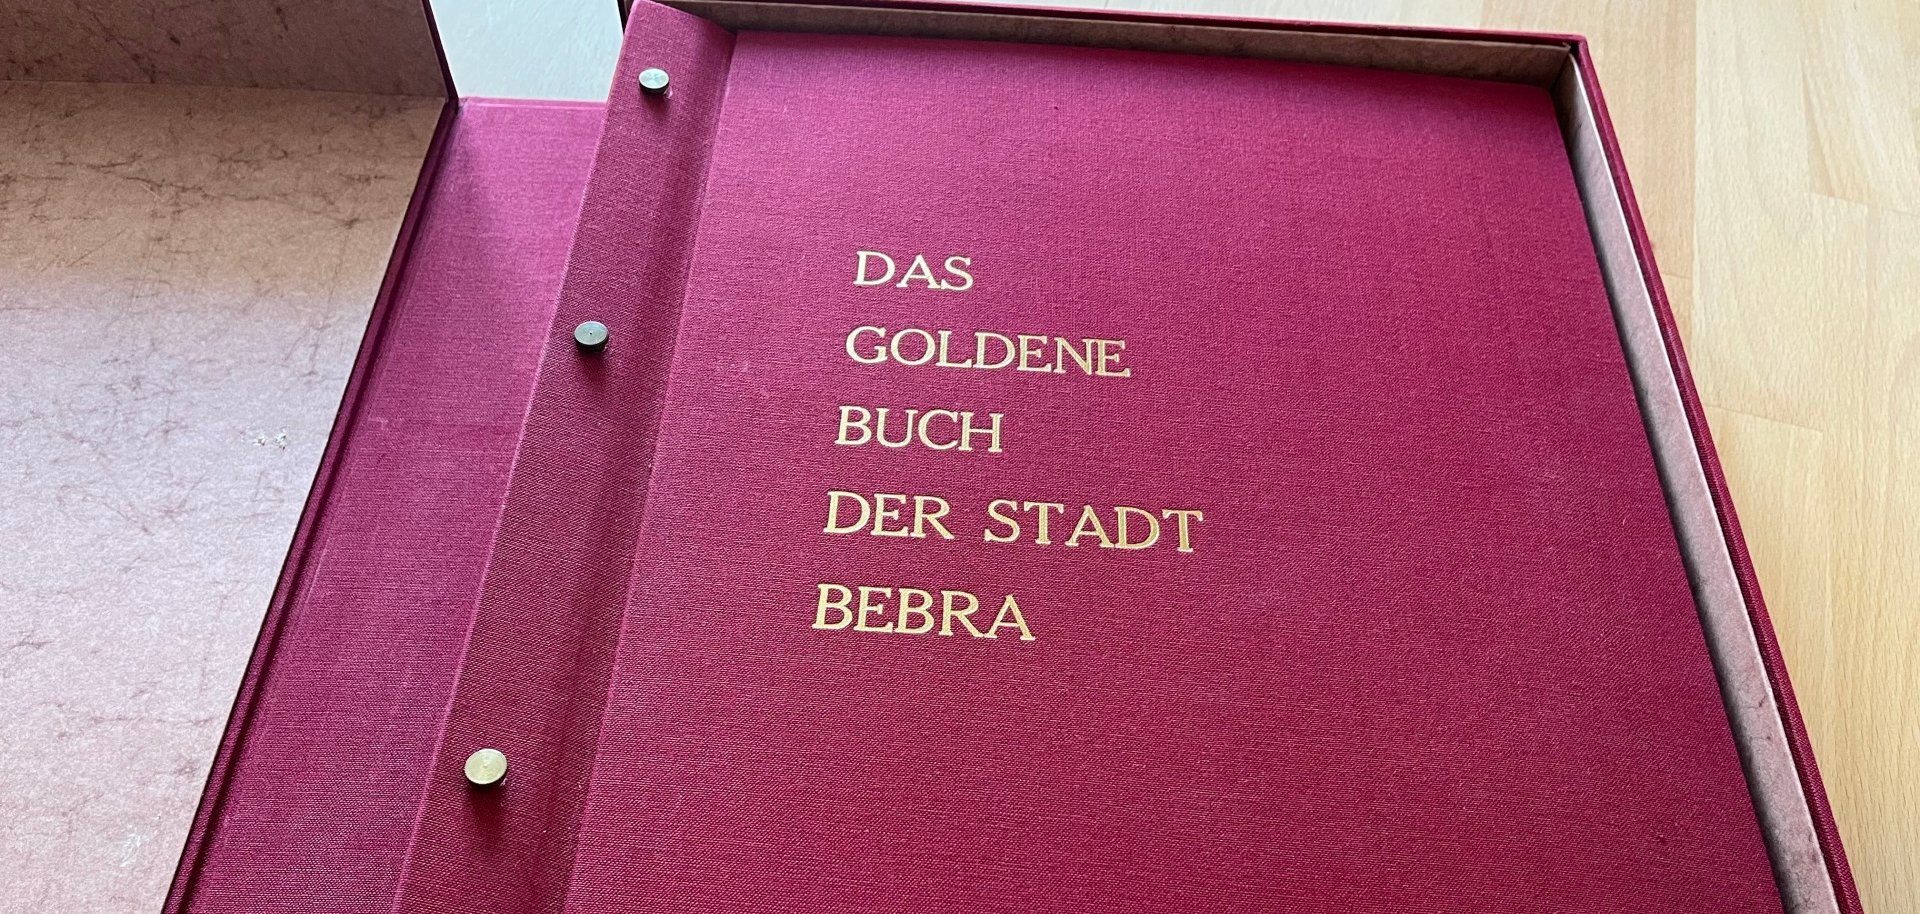 DAS
GOLDENE
BUCH
DER STADT
BEBRA